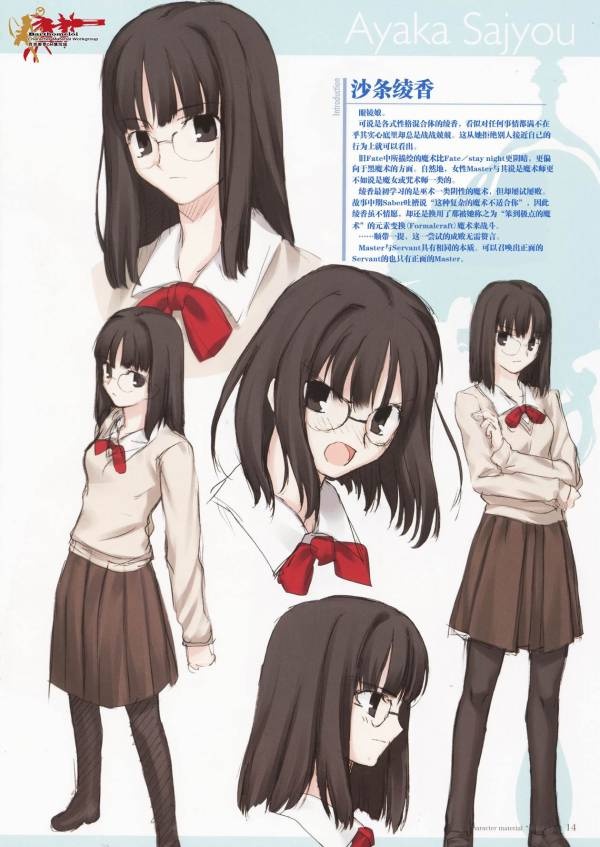 Barthomeloi
Character Material Workgroup
Ayaka Sajyou
Introduction
沙条绫香
眼镜娘。
可说是各式性格混合体的绫香，看似对任何事情都满不在
乎其实心底里却总是战战兢兢。这从她拒绝别人接近自己的
行为上就可以看出。
旧Fate中所描绘的魔术比Fate／stay night更阴暗，更偏
向于黑魔术的方面。自然地，女性Master与其说是魔术师更
不如说是魔女或咒术师一类的。
绫香最初学习的是巫术一类阴性的魔术，但却屡试屡败。
故事中期Saber吐槽说“这种复杂的魔术不适合你”，因此
绫香虽不情愿，却还是换用了那被她称之为“笨到极点的魔
术”的元素变换(Formalcraft)魔术来战斗。
……顺带一提，这一尝试的成败无需赘言。
Master与Servant具有相同的本质。可以召唤出正面的
Servant的也只有正面的Master。
Character material
14